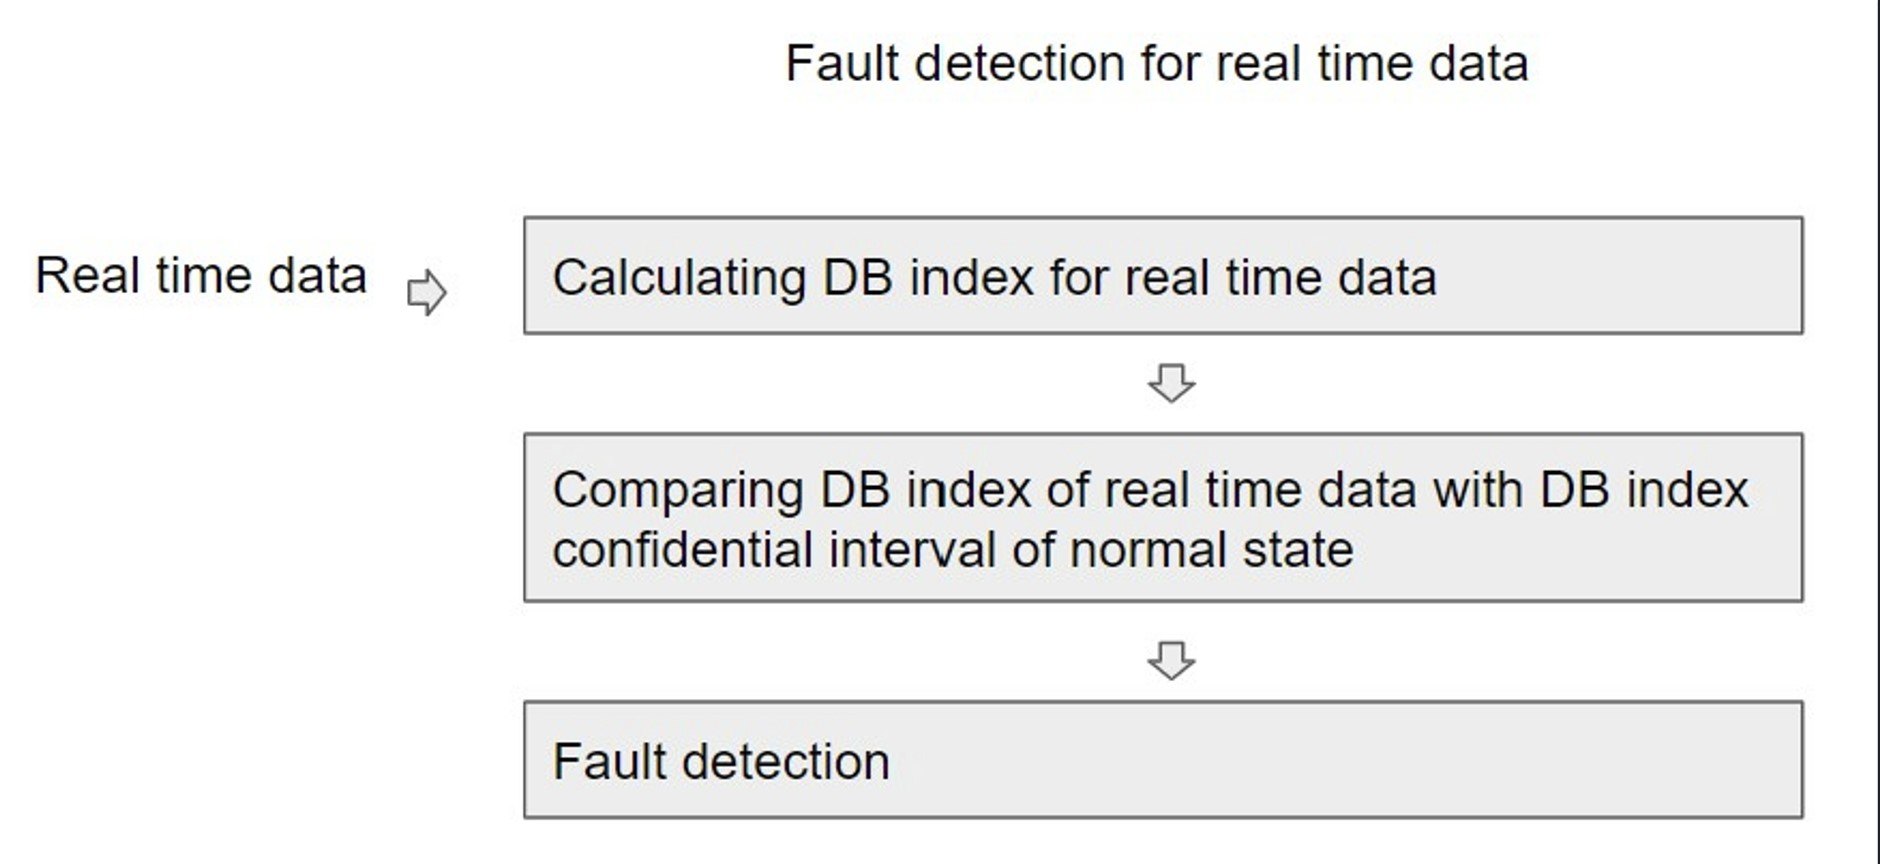 Fault detection for real time data
Real time data
Calculating DB index for real time data
Comparing DB index of real time data with DB index
confidential interval of normal state
Fault detection